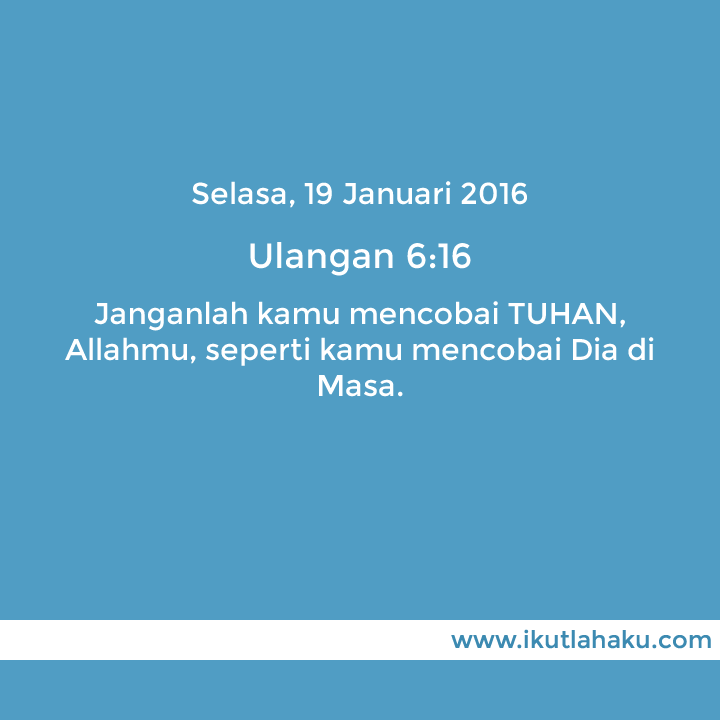 Selasa, 19 Januari 2016
Ulangan 6:16
Janganlah kamu mencobai TUHAN,
Allahmu, seperti kamu mencobai Dia di
Masa.
www.ikutlahaku.com